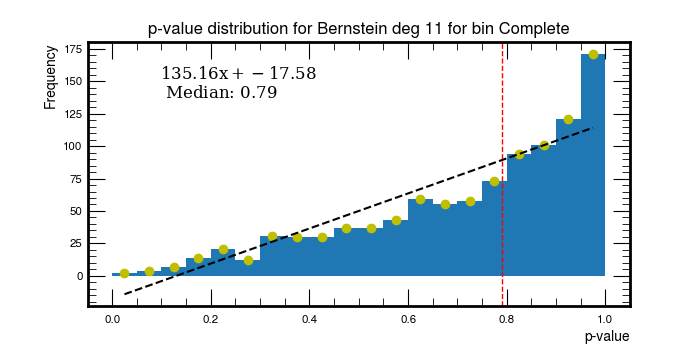 p-value distribution for Bernstein deg 11 for bin Complete
Frequency
175
150
125
100
75
50
25
0
135.16x + −17.58
Median: 0.79
0.0 0.2 0.4 0.6 0.8 1.0
p-value